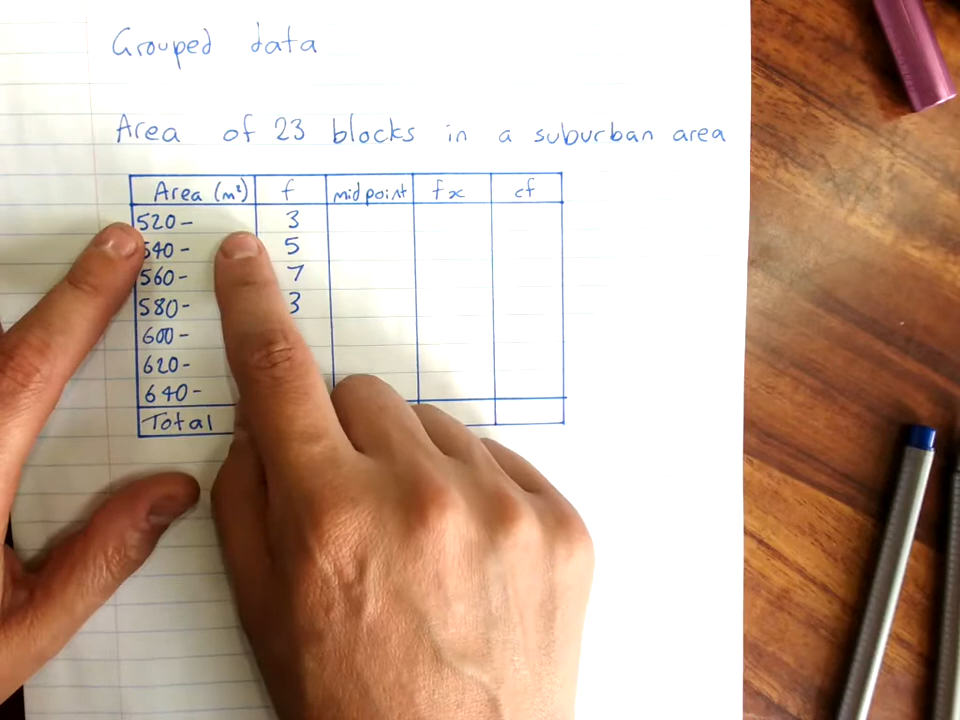 Grouped data
Area of 23 blocks in a suburban area
Area (m²) f midpoint fx cf
520- 3
540- 5
560- 7
580- 3
600-
620-
640-
Total